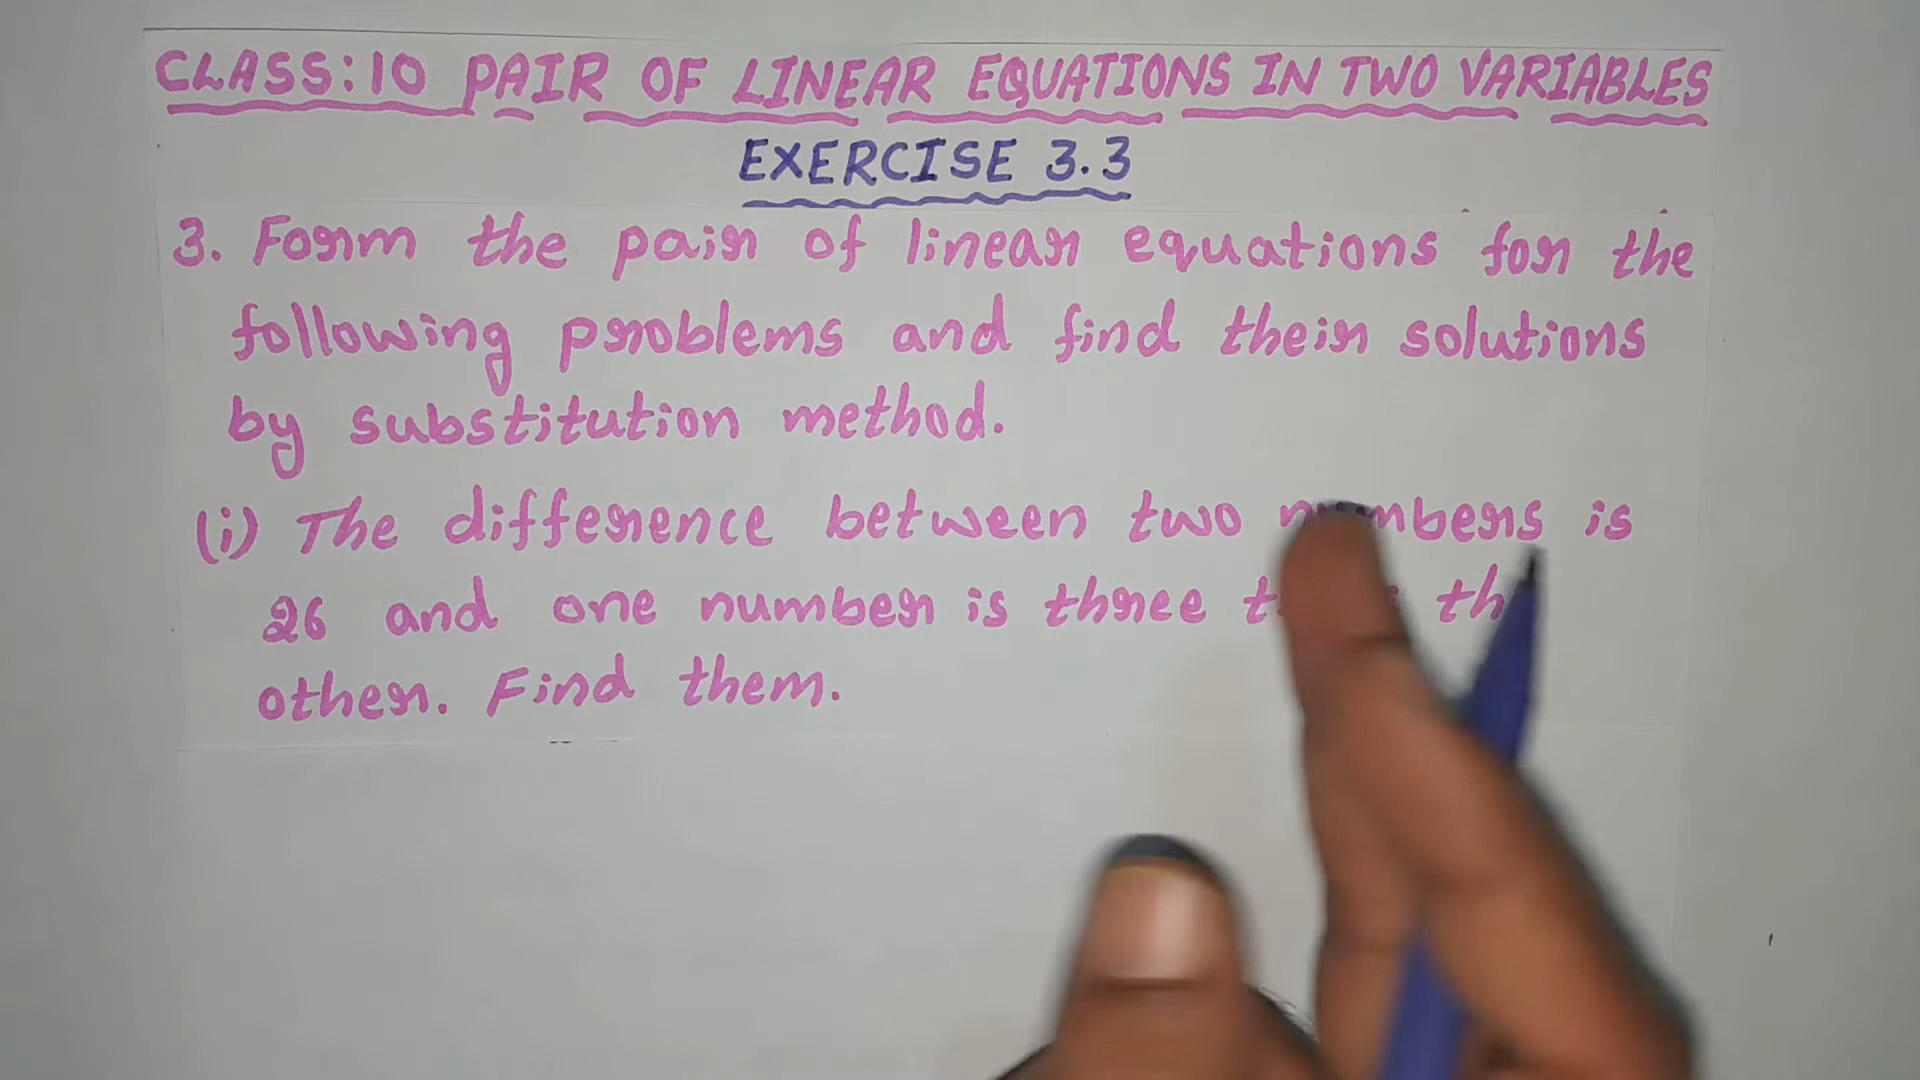 CLASS:10 PAIR OF LINEAR EQUATIONS IN TWO VARIABLES
EXERCISE 3.3
3. Form the pair of linear equations for the
following problems and find their solutions
by substitution method.
(i) The difference between two numbers is
26 and one number is three
other. Find them.